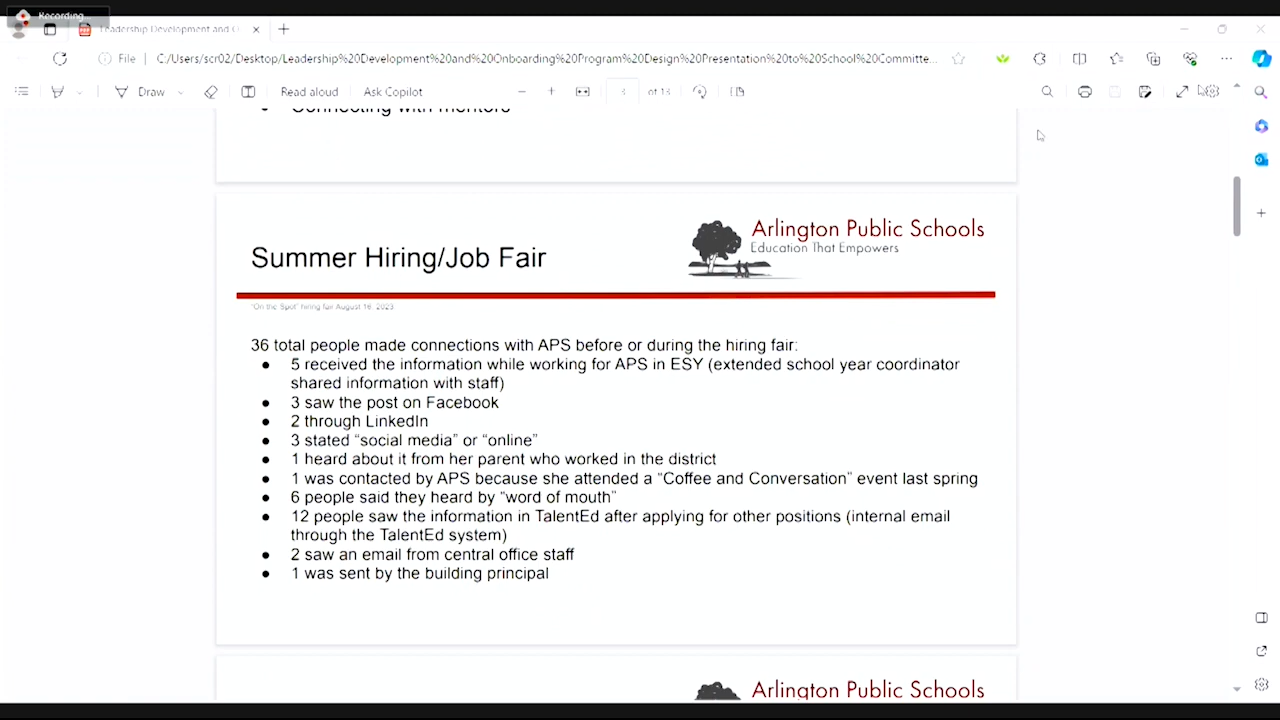 Recording...
Leadership Development and O
File
C:/Users/scr02/Desktop/Leadership%20Development%20and%20Onboarding%20Program%20Design%20Presentation%20to%20School%20Committe...
Draw
Read aloud
Ask Copilot
3 of 13
Connecting with mentors
Arlington Public Schools
Education That Empowers
Summer Hiring/Job Fair
"On the Spot" hiring fair August 16, 2023
36 total people made connections with APS before or during the hiring fair:
● 5 received the information while working for APS in ESY (extended school year coordinator
shared information with staff)
● 3 saw the post on Facebook
● 2 through LinkedIn
● 3 stated “social media” or “online”
● 1 heard about it from her parent who worked in the district
● 1 was contacted by APS because she attended a “Coffee and Conversation” event last spring
● 6 people said they heard by “word of mouth”
● 12 people saw the information in TalentEd after applying for other positions (internal email
through the TalentEd system)
● 2 saw an email from central office staff
● 1 was sent by the building principal
Arlington Public Schools